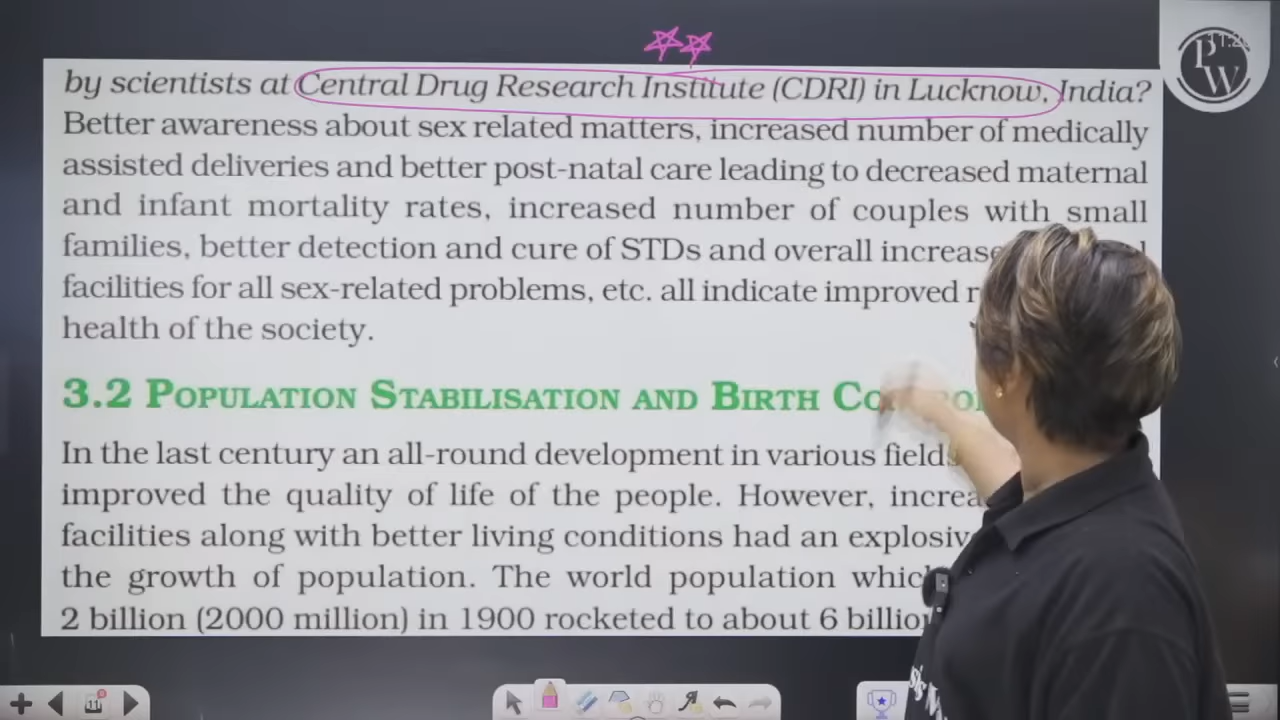 by scientists at Central Drug Research Institute (CDRI) in Lucknow, India?
Better awareness about sex related matters, increased number of medically
assisted deliveries and better post-natal care leading to decreased maternal
and infant mortality rates, increased number of couples with small
families, better detection and cure of STDs and overall
facilities for all sex-related problems, etc. all indicate improved
health of the society.
3.2 POPULATION STABILISATION AND BIRTH
In the last century an all-round development in various fields
improved the quality of life of the people. However,
facilities along with better living conditions had an
the growth of population. The world population
2 billion (2000 million) in 1900 rocketed to about 6
PW
11